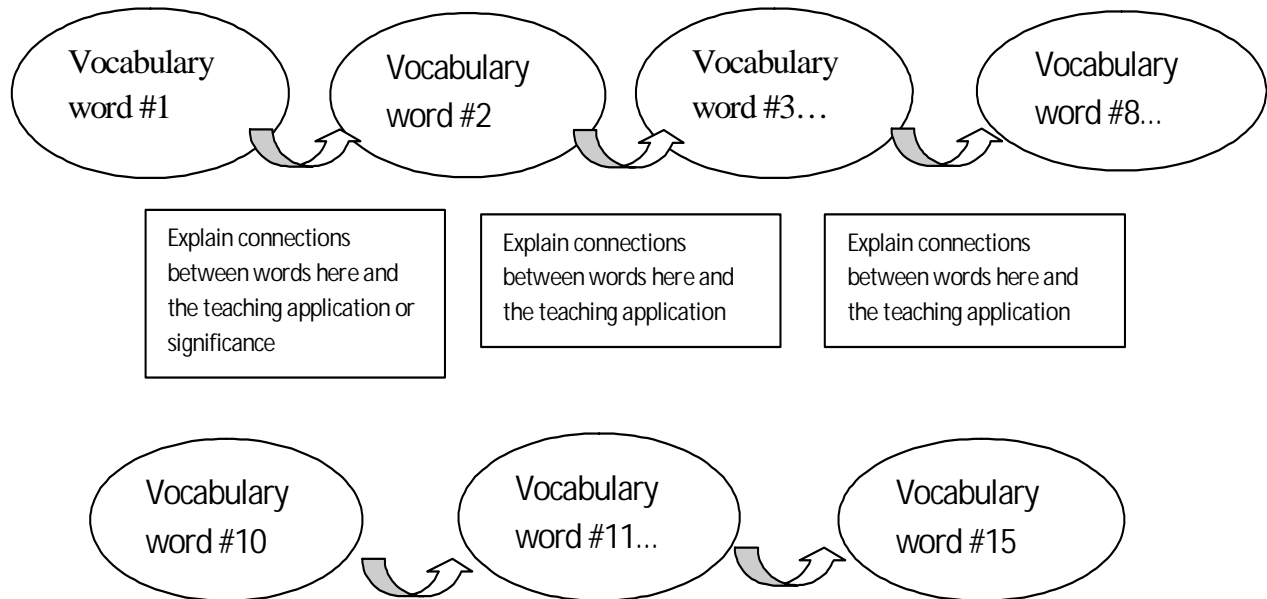 Vocabulary
word #1
Vocabulary
word #2
Vocabulary
word #3…
Vocabulary
word #8...
Explain connections
between words here and
the teaching application or
significance
Explain connections
between words here and
the teaching application
Explain connections
between words here and
the teaching application
Vocabulary
word #10
Vocabulary
word #11...
Vocabulary
word #15